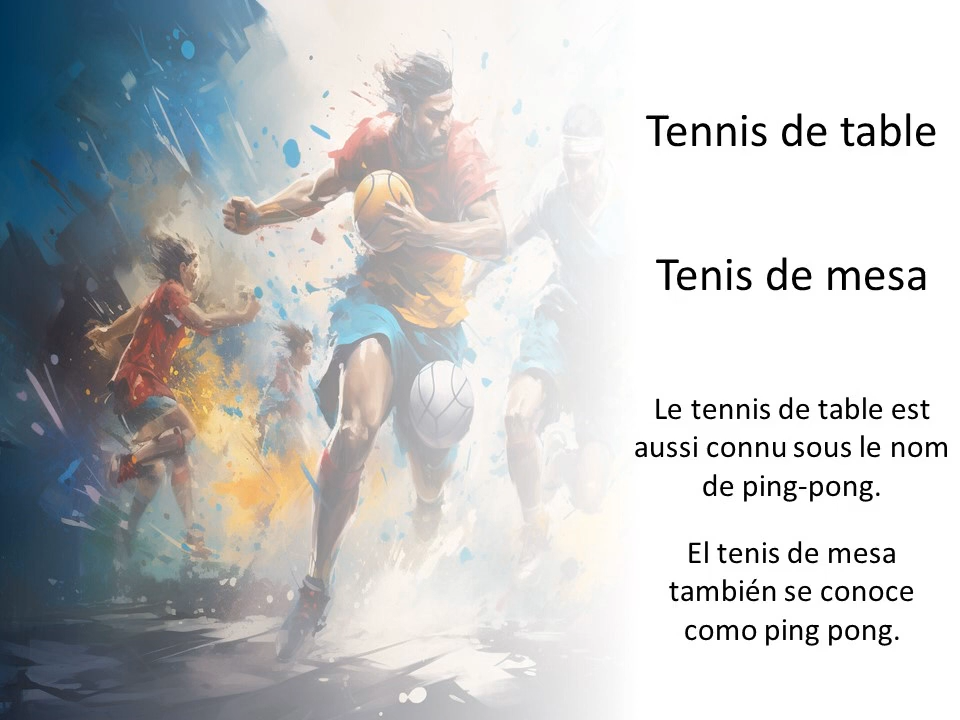 Tennis de table
Tenis de mesa
Le tennis de table est
aussi connu sous le nom
de ping-pong.
El tenis de mesa
también se conoce
como ping pong.